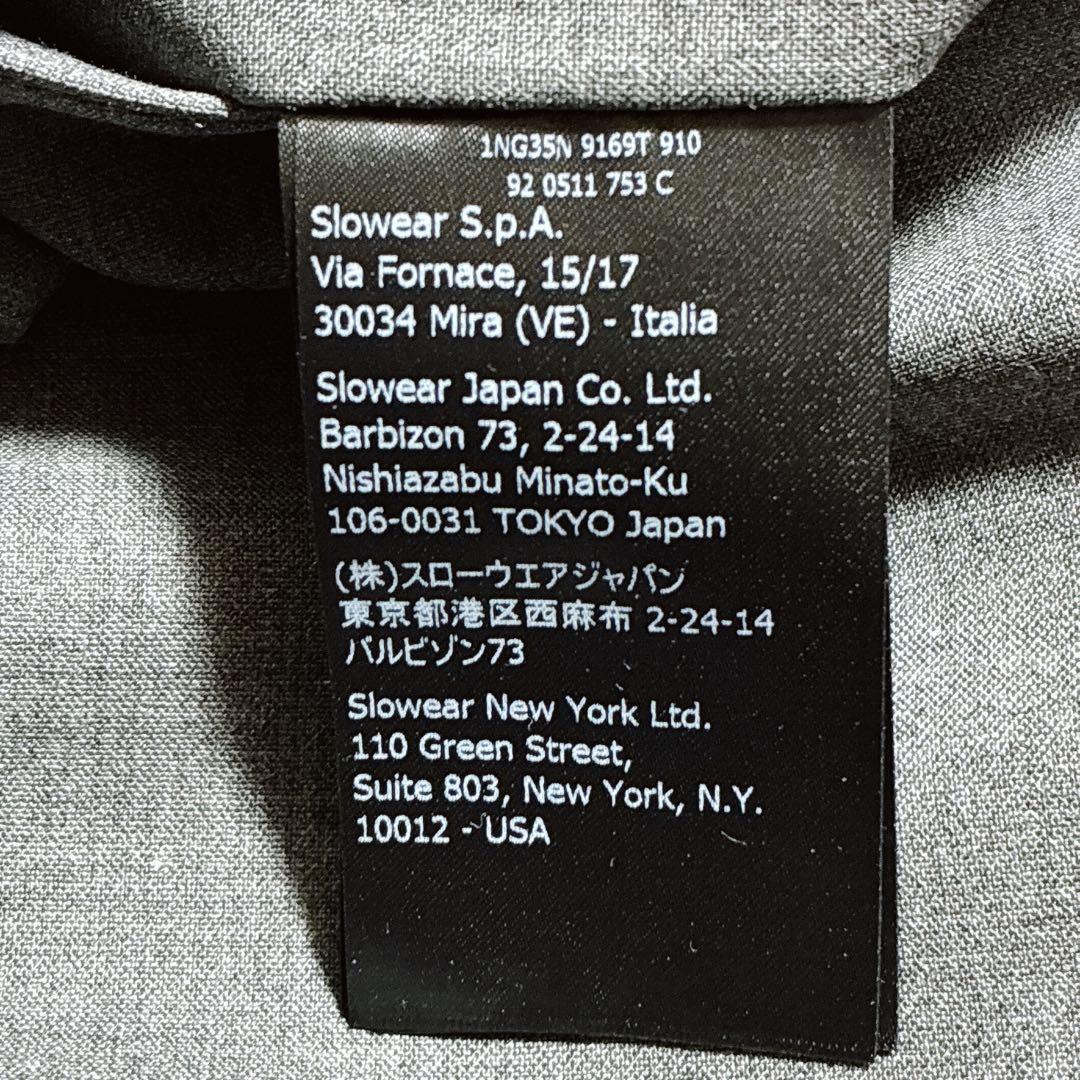 1NG35N 9169T 910
92 0511 753 C
Slowear S.p.A.
Via Fornace, 15/17
30034 Mira (VE) - Italia
Slowear Japan Co. Ltd.
Barbizon 73, 2-24-14
Nishiazabu Minato-Ku
106-0031 TOKYO Japan
(株)スローウエアジャパン
東京都港区西麻布 2-24-14
バルビゾン73
Slowear New York Ltd.
110 Green Street,
Suite 803, New York, N.Y.
10012 - USA